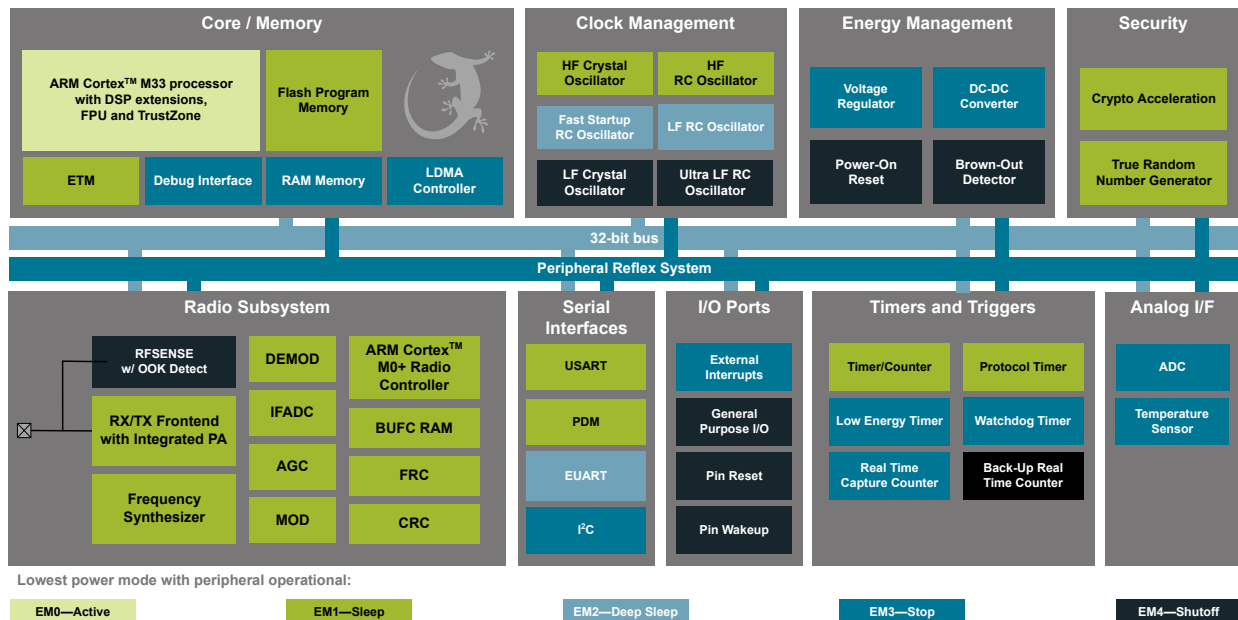 Core / Memory
ARM Cortex™ M33 processor
with DSP extensions,
FPU and TrustZone
Flash Program
Memory
ETM
Debug Interface
RAM Memory
LDMA
Controller
Clock Management
HF Crystal
Oscillator
HF
RC Oscillator
Fast Startup
RC Oscillator
LF RC Oscillator
LF Crystal
Oscillator
Ultra LF RC
Oscillator
Energy Management
Voltage
Regulator
DC-DC
Converter
Power-On
Reset
Brown-Out
Detector
Security
Crypto Acceleration
True Random
Number Generator
32-bit bus
Peripheral Reflex System
Radio Subsystem
RFSENSE
w/ OOK Detect
RX/TX Frontend
with Integrated PA
Frequency
Synthesizer
DEMOD
IFADC
AGC
MOD
ARM Cortex™
M0+ Radio
Controller
BUFC RAM
FRC
CRC
Serial
Interfaces
USART
PDM
EUART
I²C
I/O Ports
External
Interrupts
General
Purpose I/O
Pin Reset
Pin Wakeup
Timers and Triggers
Timer/Counter
Protocol Timer
Low Energy Timer
Watchdog Timer
Real Time
Capture Counter
Back-Up Real
Time Counter
Analog I/F
ADC
Temperature
Sensor
Lowest power mode with peripheral operational:
EM0—Active
EM1—Sleep
EM2—Deep Sleep
EM3—Stop
EM4—Shutoff